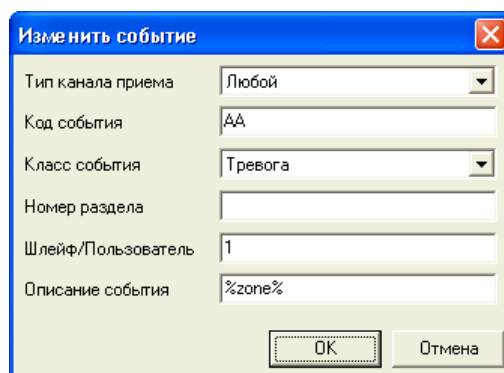 Изменить событие
Тип канала приема Любой
Код события AA
Класс события Тревога
Номер раздела
Шлейф/Пользователь 1
Описание события %zone%
OK Отмена